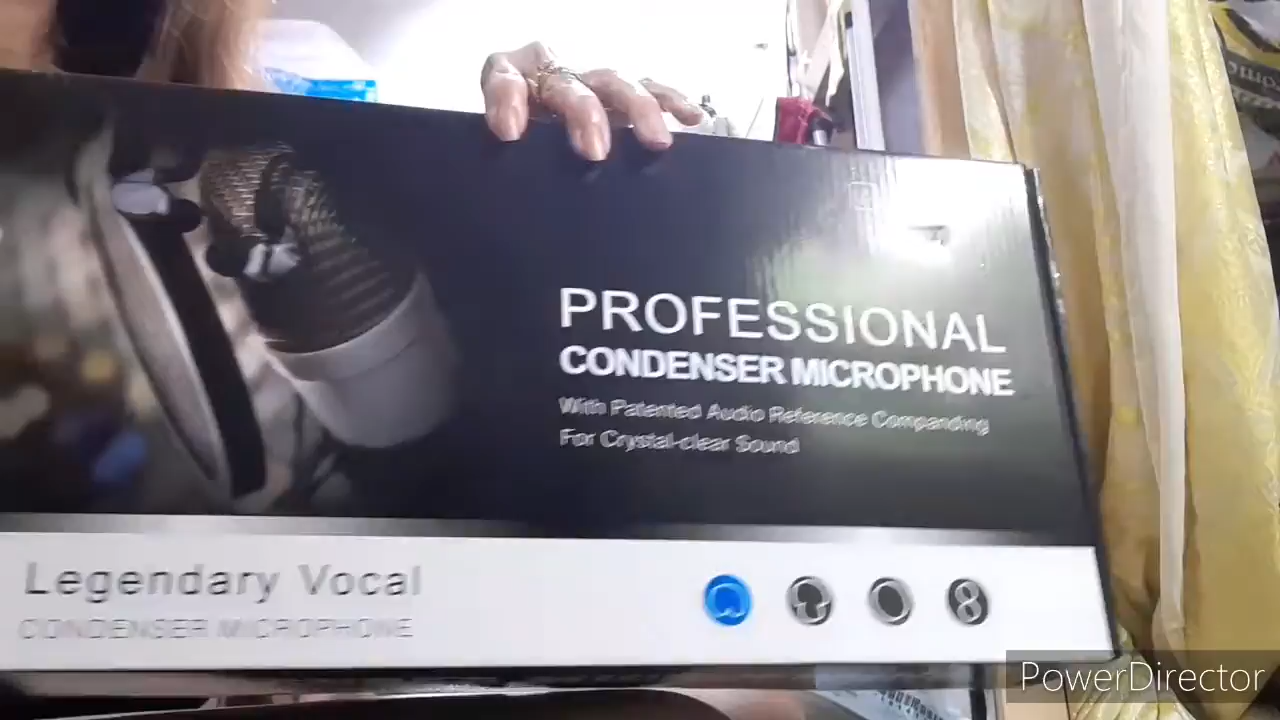 PROFESSIONAL
CONDENSER MICROPHONE
With Patented Audio Reference Companding
For Crystal-clear Sound
Legendary Vocal
CONDENSER MICROPHONE
PowerDirector